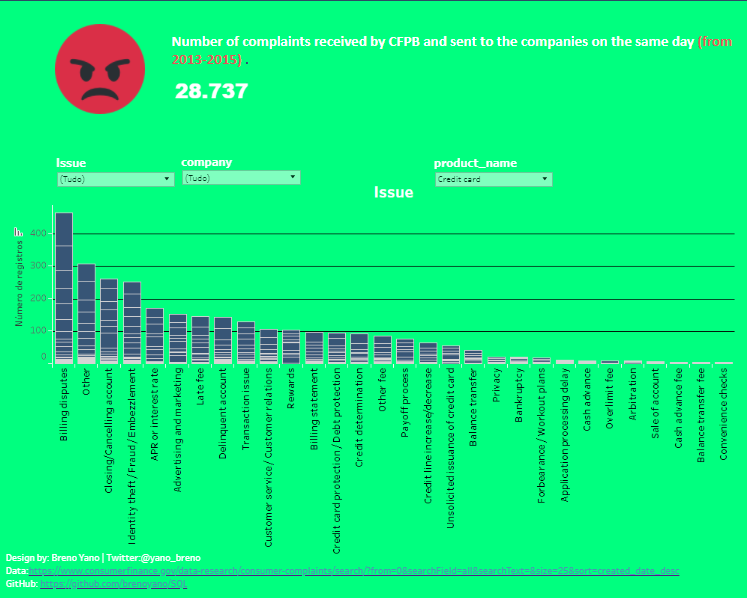 Number of complaints received by CFPB and sent to the companies on the same day (from
2013-2015) .
28.737
Issue
(Tudo)
company
(Tudo)
product_name
Credit card
Issue
Número de registros
400
300
200
100
0
Billing disputes
Other
Closing/Cancelling account
Identity theft / Fraud / Embezzlement
APR or interest rate
Advertising and marketing
Late fee
Delinquent account
Transaction issue
Customer service / Customer relations
Rewards
Billing statement
Credit card protection / Debt protection
Credit determination
Other fee
Payoff process
Credit line increase/decrease
Unsolicited issuance of credit card
Balance transfer
Privacy
Bankruptcy
Forbearance / Workout plans
Application processing delay
Cash advance
Overlimit fee
Arbitration
Sale of account
Cash advance fee
Balance transfer fee
Convenience checks
Design by: Breno Yano | Twitter:@yano_breno
Data:https://www.consumerfinance.gov/data-research/consumer-complaints/search/?from=0&searchField=all&searchText=&size=25&sort=created_date_desc
GitHub: https://github.com/brenoyano/SQL